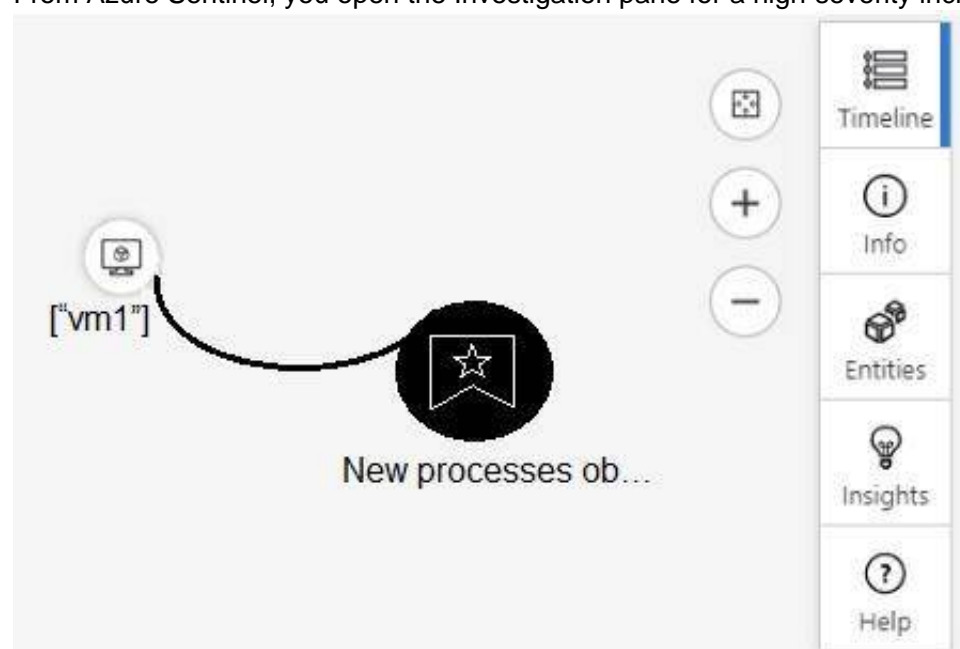 From Azure Sentinel, you open the Investigation pane for a high-severity inc
Timeline
Info
["vm1"]
Entities
New processes ob...
Insights
Help